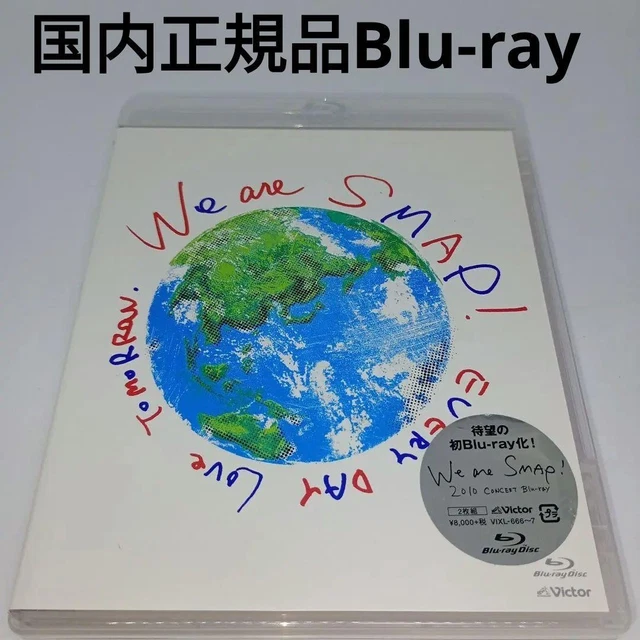 国内正規品Blu-ray
We are SMAP!
EVERY DAY LOVE TOMORROW.
待望の
初Blu-ray化!
We are SMAP!
2010 CONCERT Blu-ray
2枚組 Victor
¥8,000+税 VIXL-666~7
Blu-ray Disc
Blu-ray Disc
Victor